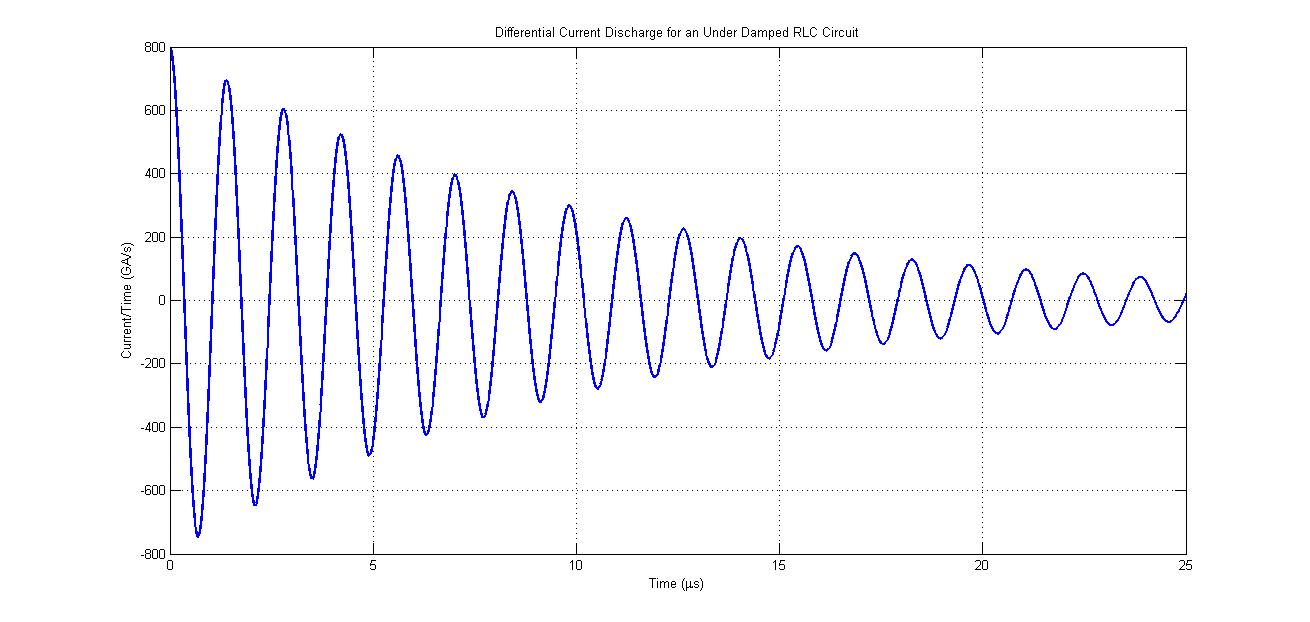 Differential Current Discharge for an Under Damped RLC Circuit
800
600
400
200
0
-200
-400
-600
-800
Current/Time (GA/s)
0 5 10 15 20 25
Time (μs)